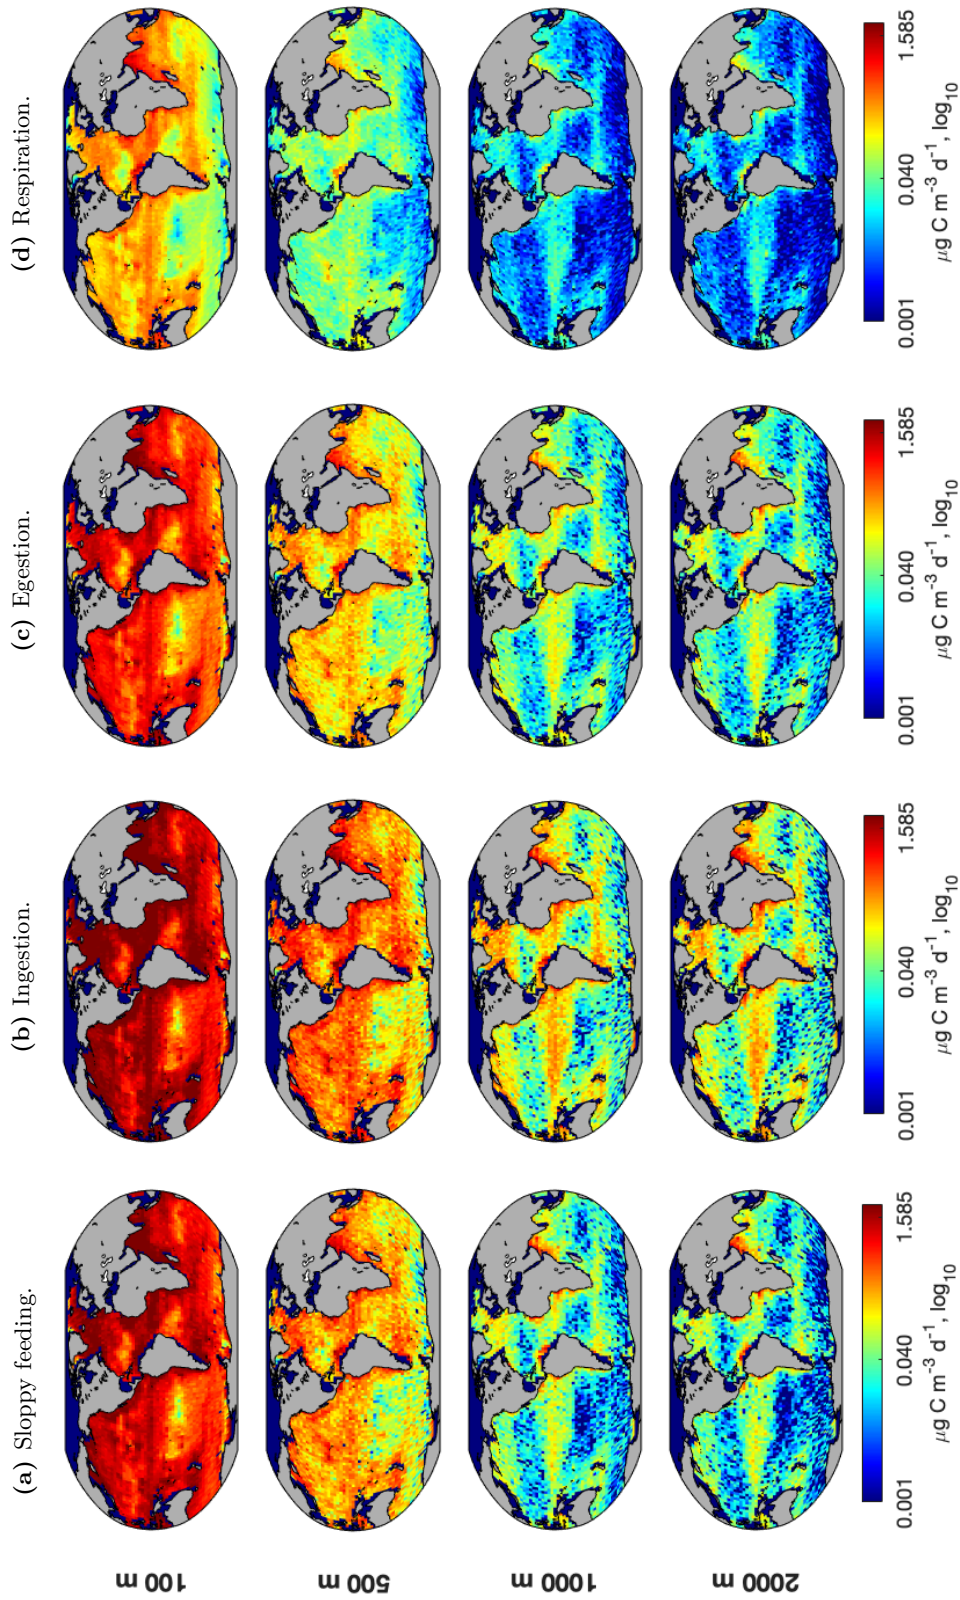 (a) Sloppy feeding.
(b) Ingestion.
(c) Egestion.
(d) Respiration.
100 m
500 m
1000 m
2000 m
0.001 0.040 1.585
µg C m⁻³ d⁻¹, log₁₀
0.001 0.040 1.585
µg C m⁻³ d⁻¹, log₁₀
0.001 0.040 1.585
µg C m⁻³ d⁻¹, log₁₀
0.001 0.040 1.585
µg C m⁻³ d⁻¹, log₁₀